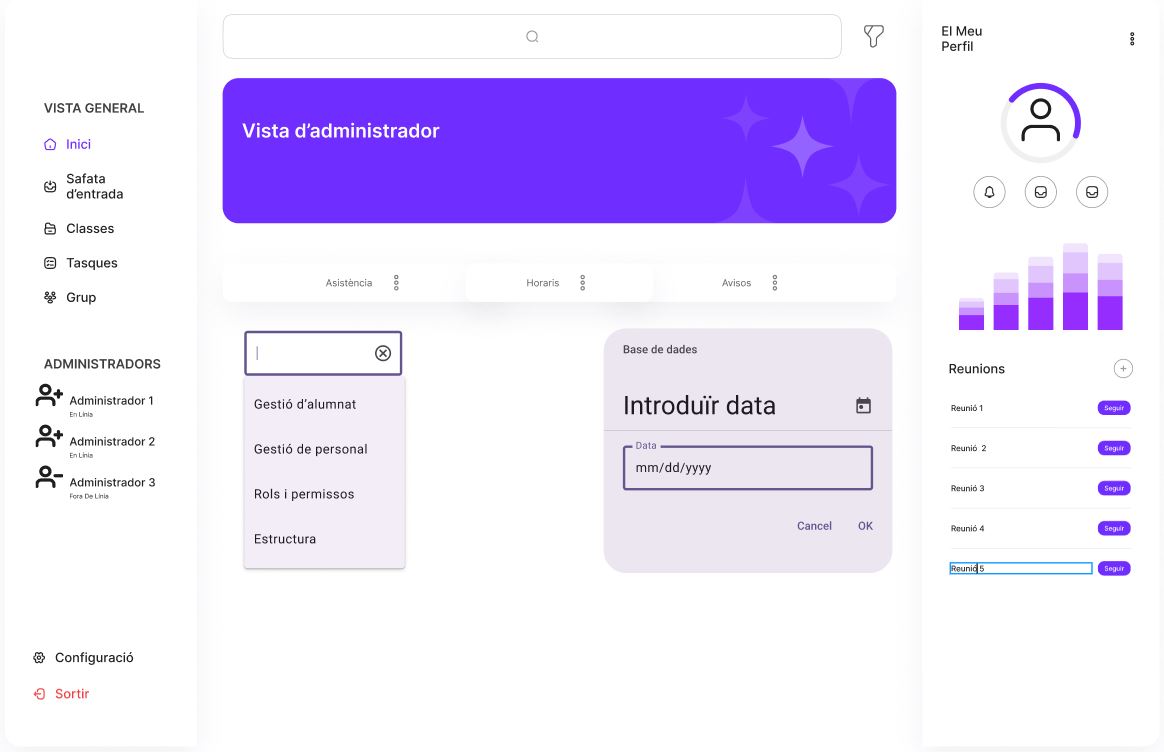 VISTA GENERAL
Inici
Safata
d'entrada
Classes
Tasques
Grup
ADMINISTRADORS
Administrador 1
En Línia
Administrador 2
En Línia
Administrador 3
Fora De Línia
Configuració
Sortir
Vista d'administrador
Asistència
Horaris
Avisos
Gestió d'alumnat
Gestió de personal
Rols i permissos
Estructura
Base de dades
Introduïr data
Data
mm/dd/yyyy
Cancel
OK
El Meu
Perfil
Reunions
Reunió 1
Seguir
Reunió 2
Seguir
Reunió 3
Seguir
Reunió 4
Seguir
Reunió 5
Seguir